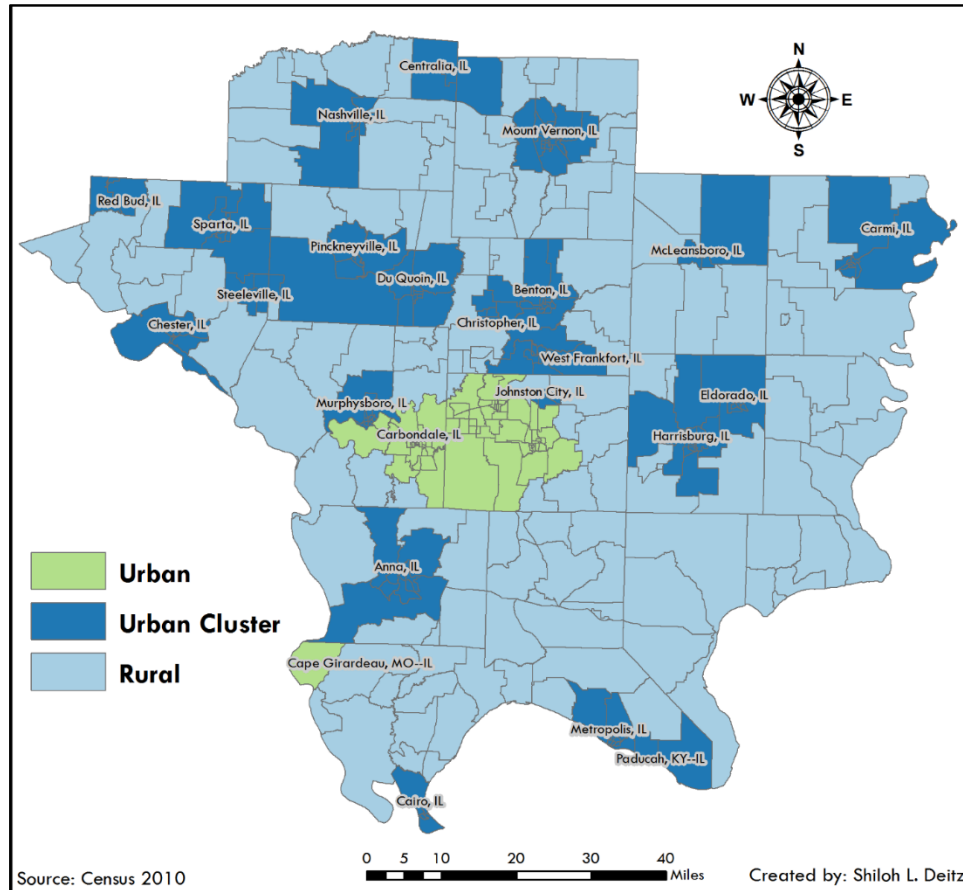 Centralia, IL
N
Nashville, IL
W
E
Mount Vernon, IL
S
Red Bud, IL
Sparta, IL
Carmi, IL
Pinckneyville, IL
McLeansboro, IL
Du Quoin, IL
Steeleville, IL
Benton, IL
Chester, IL
Christopher, IL
West Frankfort, IL
Johnston City, IL
Eldorado, IL
Murphysboro, IL
Carbondale, IL
Harrisburg, IL
Anna, IL
Urban
Urban Cluster
Rural
Cape Girardeau, MO--IL
Metropolis, IL
Paducah, KY--IL
Cairo, IL
0 5 10 20 30 40
Miles
Source: Census 2010
Created by: Shiloh L. Deitz